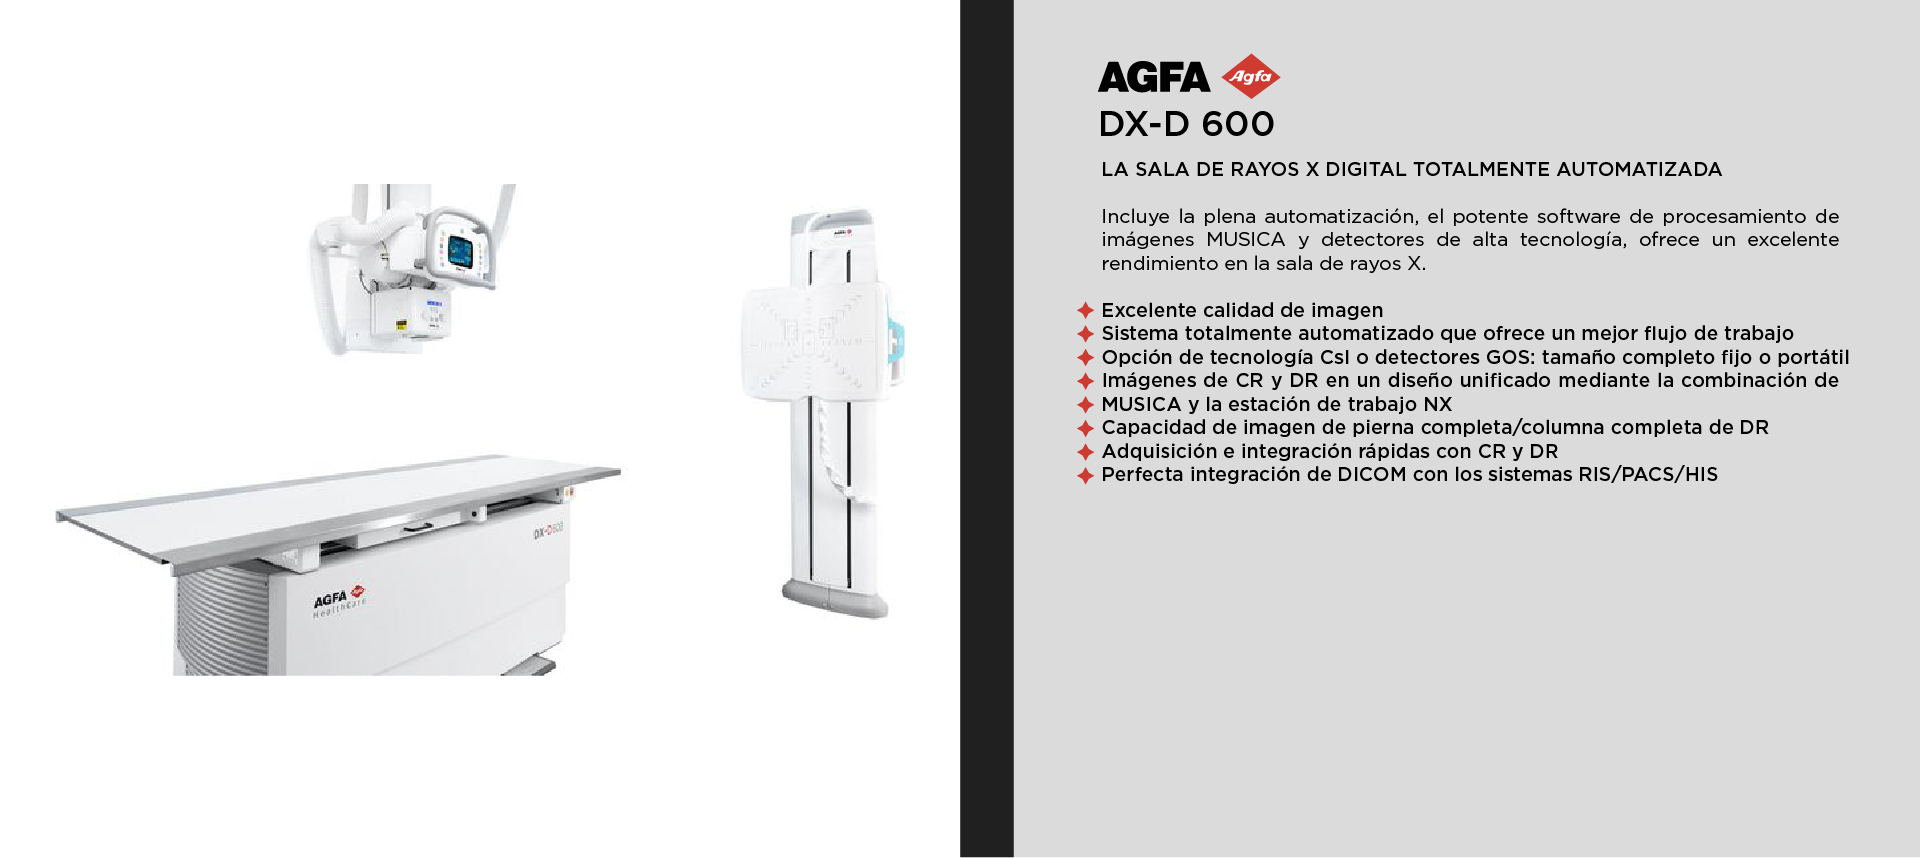 AGFA Agfa
DX-D 600
LA SALA DE RAYOS X DIGITAL TOTALMENTE AUTOMATIZADA
Incluye la plena automatización, el potente software de procesamiento de
imágenes MUSICA y detectores de alta tecnología, ofrece un excelente
rendimiento en la sala de rayos X.
Excelente calidad de imagen
Sistema totalmente automatizado que ofrece un mejor flujo de trabajo
Opción de tecnología CsI o detectores GOS: tamaño completo fijo o portátil
Imágenes de CR y DR en un diseño unificado mediante la combinación de
MUSICA y la estación de trabajo NX
Capacidad de imagen de pierna completa/columna completa de DR
Adquisición e integración rápidas con CR y DR
Perfecta integración de DICOM con los sistemas RIS/PACS/HIS
AGFA
DX-D
AGFA
HealthCare